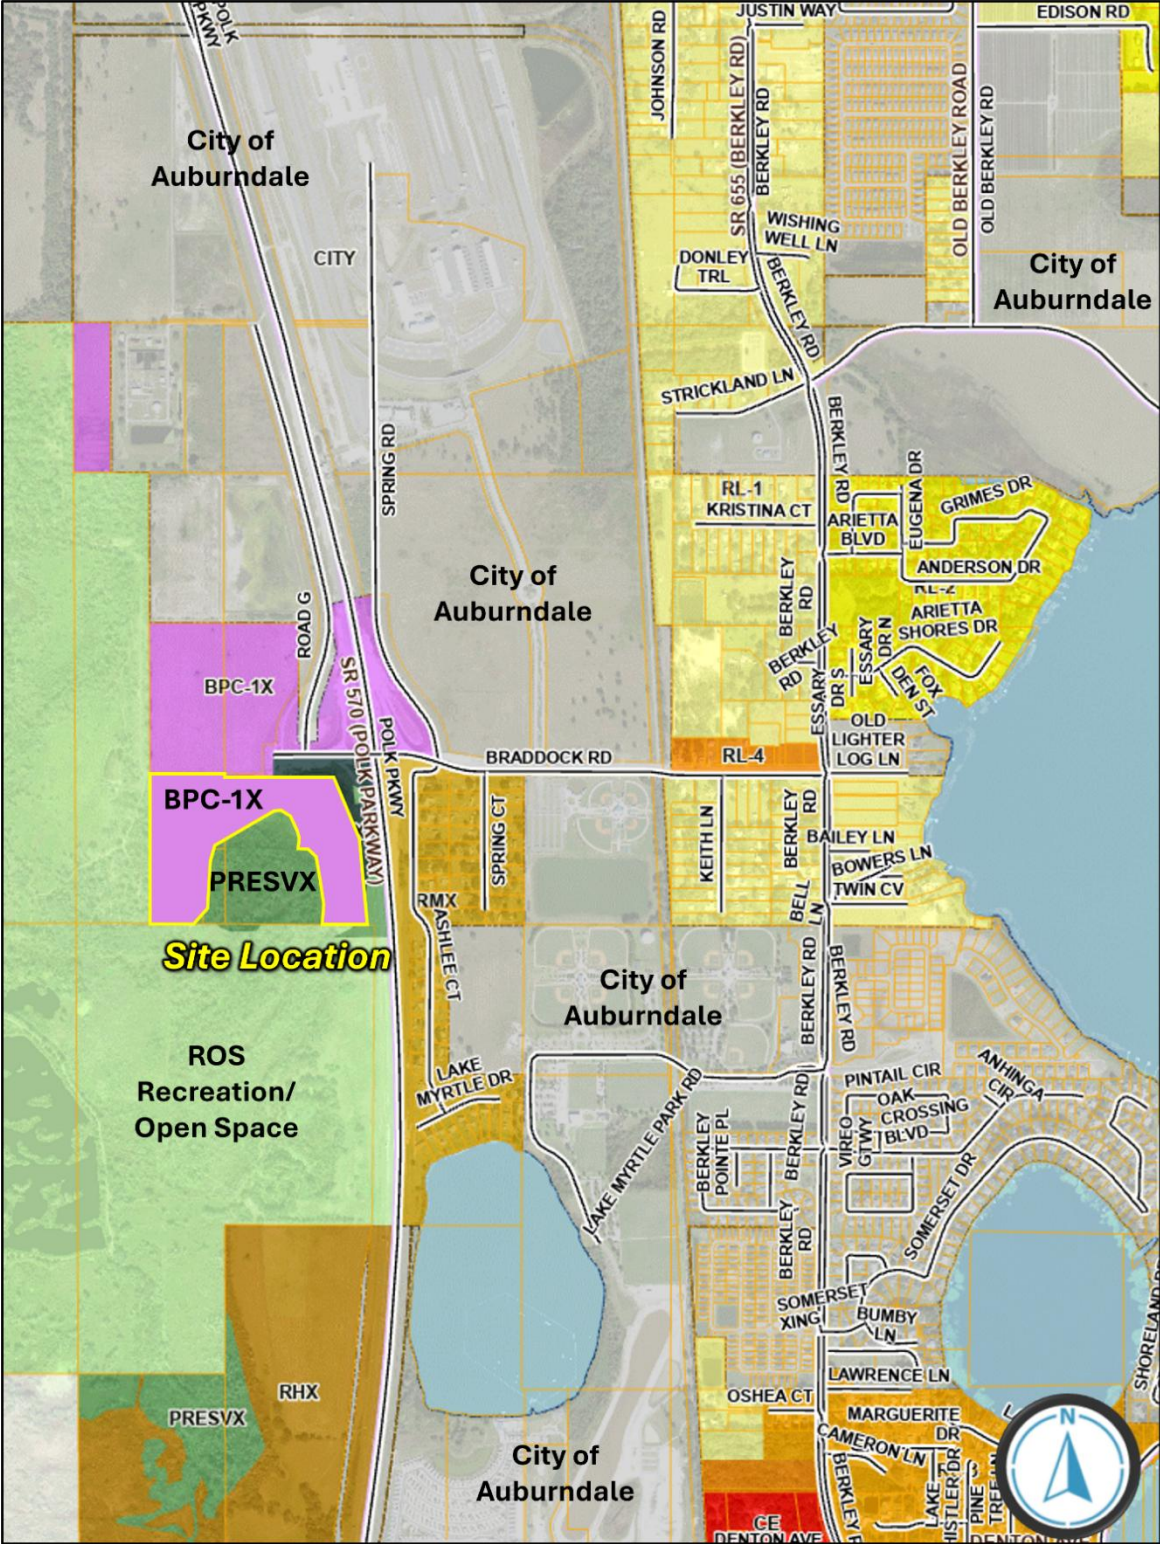 POLK
PKWY
JUSTIN WAY
EDISON RD
JOHNSON RD
SR 655 (BERKLEY RD)
BERKLEY RD
OLD BERKLEY ROAD
OLD BERKLEY RD
City of
Auburndale
CITY
WISHING
WELL LN
DONLEY
TRL
BERKLEY RD
City of
Auburndale
STRICKLAND LN
SPRING RD
BERKLEY RD
RL-1
KRISTINA CT
EUGENA DR
GRIMES DR
ARIETTA
BLVD
ANDERSON DR
RL-2
City of
Auburndale
BERKLEY
RD
ARIETTA
SHORES DR
ROAD G
BERKLEY
RD
ESSARY
DR N
FOX
DEN ST
BPC-1X
SR 570 (POLK PARKWAY)
POLK PKWY
ESSARY
DR S
OLD
LIGHTER
LOG LN
BRADDOCK RD
RL-4
BPC-1X
SPRING CT
KEITH LN
BERKLEY
RD
BAILEY LN
BOWERS LN
TWIN CV
PRESVX
RMX
BELL
LN
Site Location
ASHLEE CT
City of
Auburndale
BERKLEY RD
BERKLEY RD
ROS
Recreation/
Open Space
LAKE
MYRTLE DR
LAKE MYRTLE PARK RD
PINTAIL CIR
ANHINGA
CIR
OAK
CROSSING
BLVD
VIREO
GTWY
BERKLEY
POINTE PL
BERKLEY RD
SOMERSET DR
BERKLEY
RD
SOMERSET
XING
BUMBY
LN
LAWRENCE LN
SHORELAND
RHX
PRESVX
OSHEA CT
MARGUERITE
DR
CAMERON LN
City of
Auburndale
BERKLEY
LAKE
PINE
TREE LN
CE
DENTON AVE
DENTON AVE
N